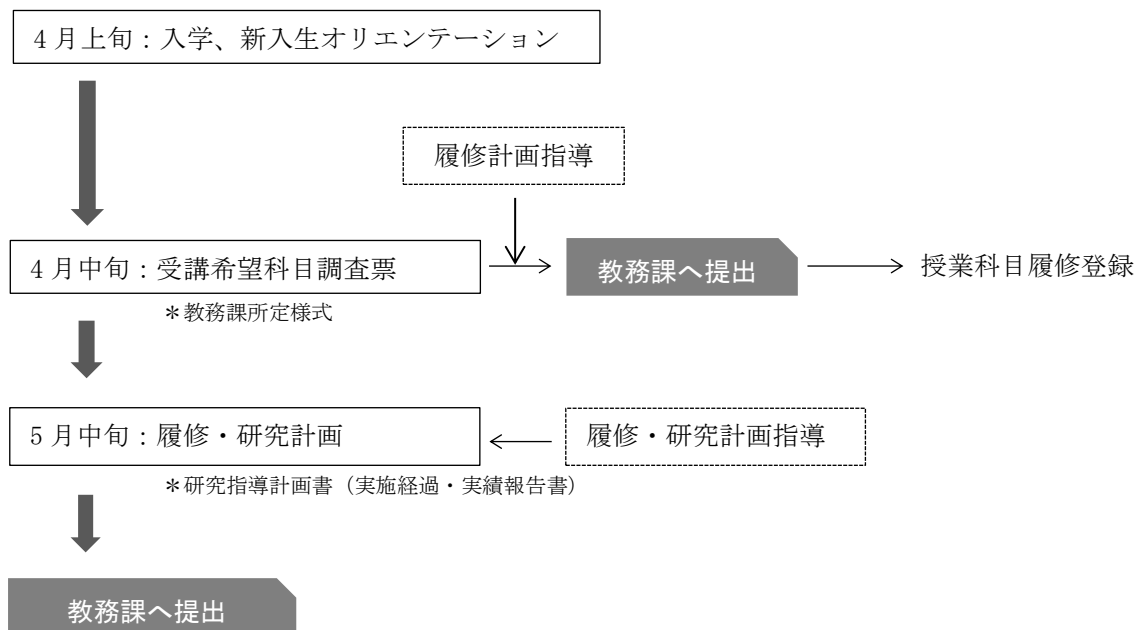 4月上旬：入学、新入生オリエンテーション
履修計画指導
4月中旬：受講希望科目調査票
教務課へ提出
授業科目履修登録
＊教務課所定様式
5月中旬：履修・研究計画
履修・研究計画指導
＊研究指導計画書（実施経過・実績報告書）
教務課へ提出